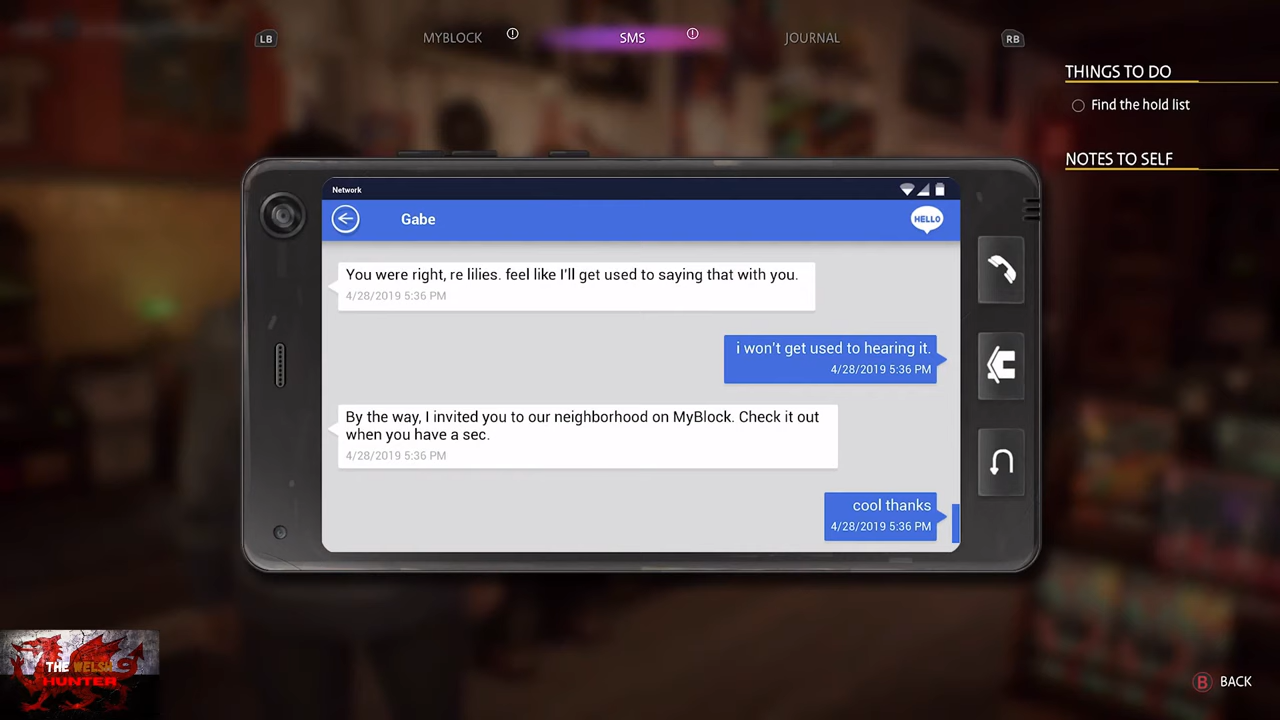 LB
MYBLOCK
SMS
JOURNAL
RB
THINGS TO DO
Find the hold list
NOTES TO SELF
Network
Gabe
HELLO
You were right, re lilies. feel like I'll get used to saying that with you.
4/28/2019 5:36 PM
i won't get used to hearing it.
4/28/2019 5:36 PM
By the way, I invited you to our neighborhood on MyBlock. Check it out
when you have a sec.
4/28/2019 5:36 PM
cool thanks
4/28/2019 5:36 PM
THE WELSH
HUNTER
B BACK